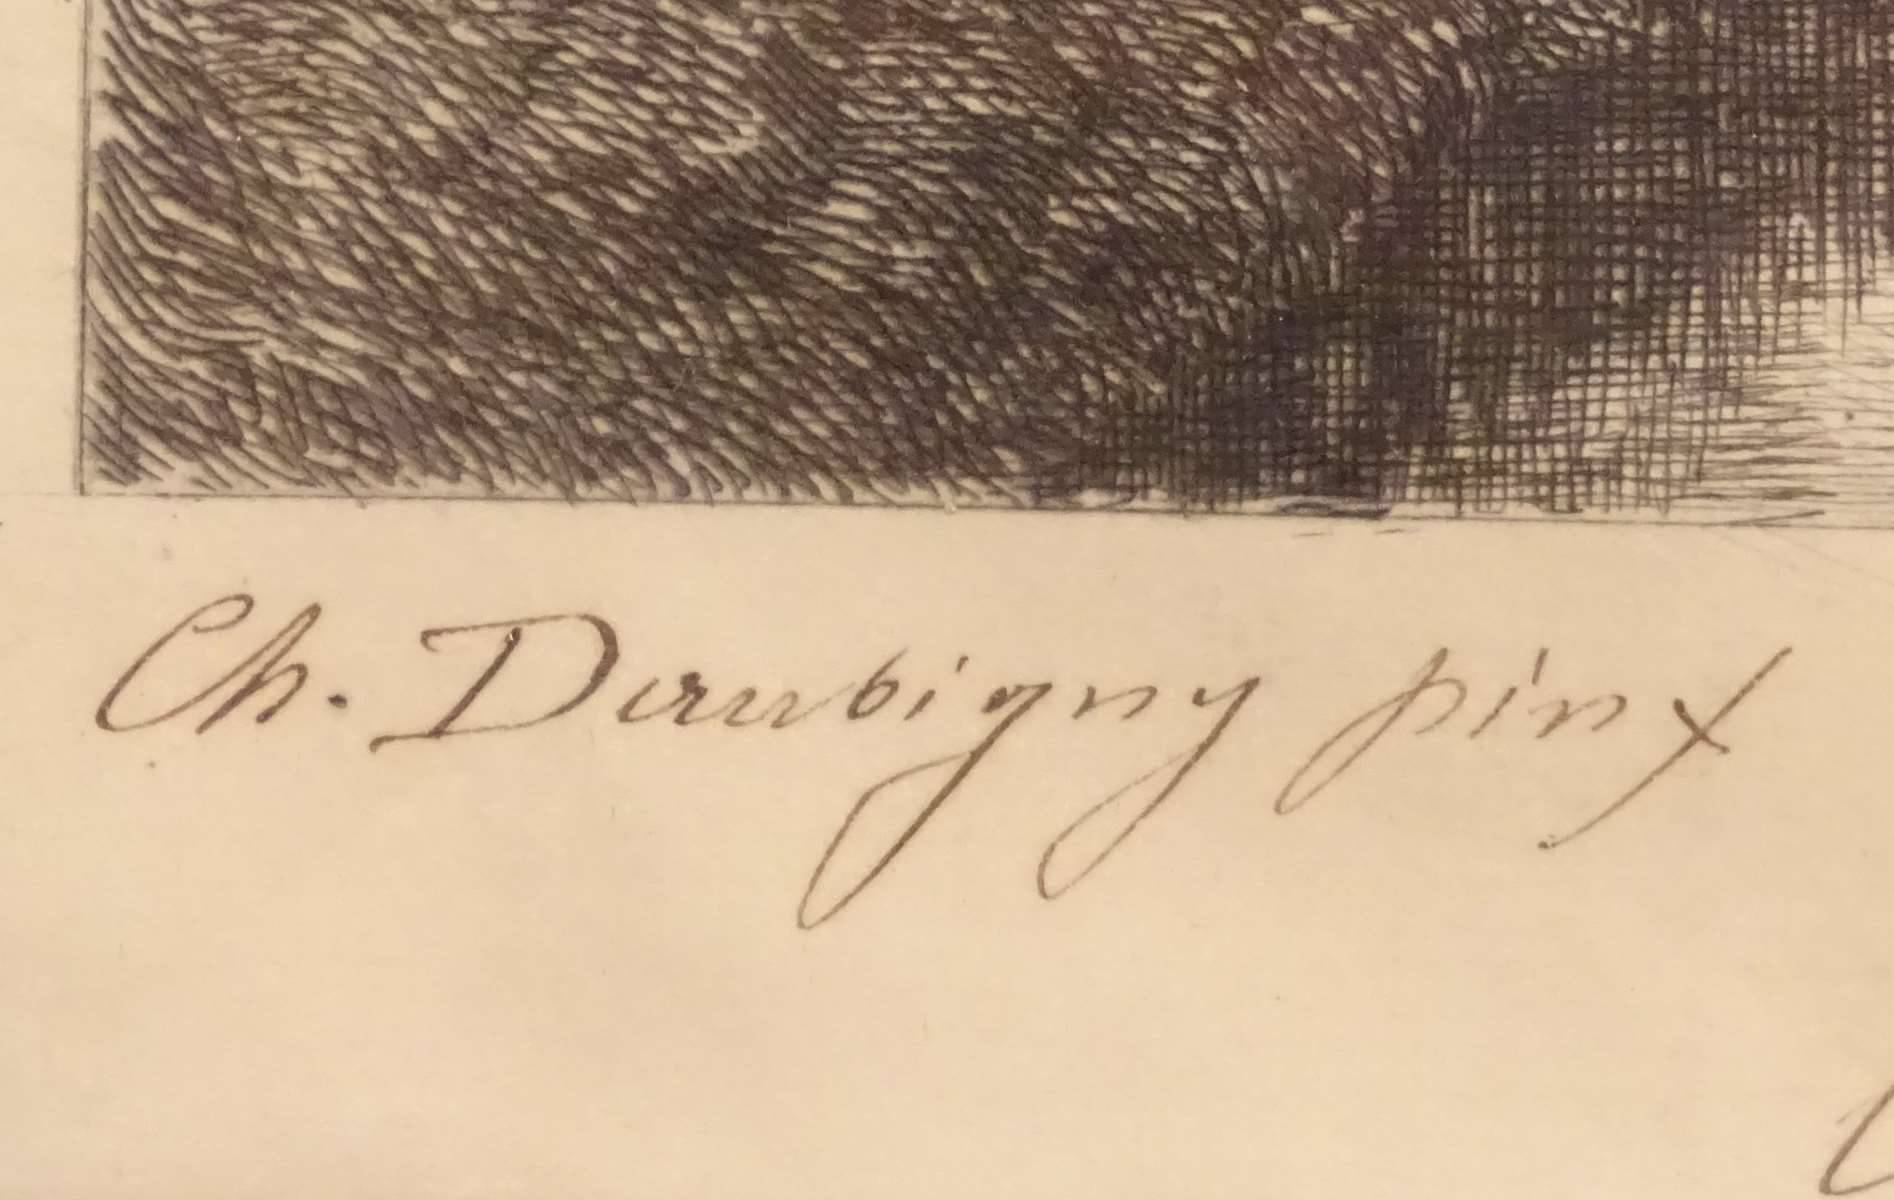 Ch. Daubigny pinx